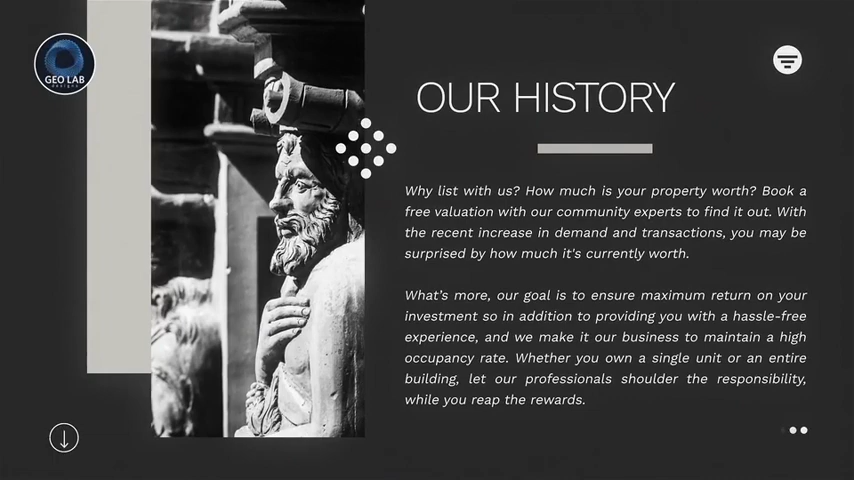 GEO LAB
designs
OUR HISTORY
Why list with us? How much is your property worth? Book a
free valuation with our community experts to find it out. With
the recent increase in demand and transactions, you may be
surprised by how much it's currently worth.
What's more, our goal is to ensure maximum return on your
investment so in addition to providing you with a hassle-free
experience, and we make it our business to maintain a high
occupancy rate. Whether you own a single unit or an entire
building, let our professionals shoulder the responsibility,
while you reap the rewards.